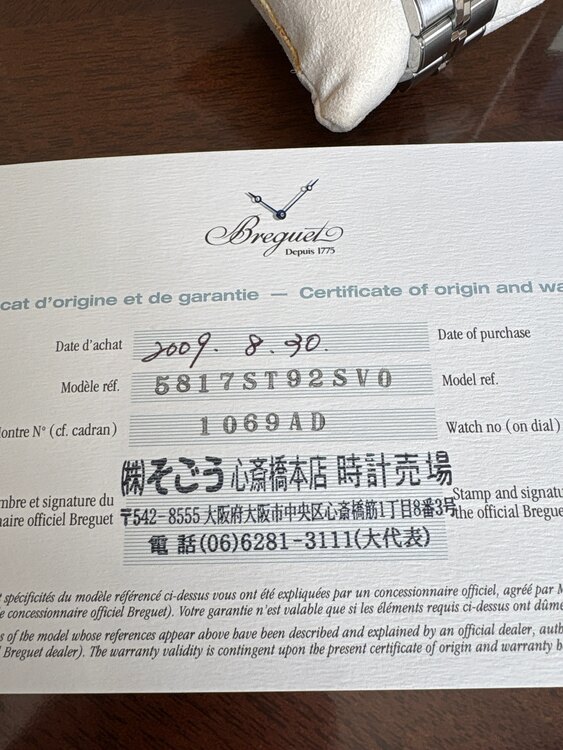 Breguet
Depuis 1775
cat d'origine et de garantie — Certificate of origin and wa
Date d'achat 2009. 8. 30. Date of purchase
Modèle réf. 5817ST92SV0 Model ref.
Montre N° (cf. cadran) 1069AD Watch no (on dial)
㈱そごう心斎橋本店 時計売場
mbre et signature du Stamp and signatu
naire officiel Breguet 〒542-8555 大阪府大阪市中央区心斎橋筋1丁目8番3号 the official Bregue
電話(06)6281-3111(大代表)
spécificités du modèle référencé ci-dessus vous ont été expliquées par un concessionnaire officiel, agréé par M
e concessionnaire officiel Breguet). Votre garantie n'est valable que si les éléments requis ci-dessus ont dûme
s of the model whose references appear above have been described and explained by an official dealer, auth
l Breguet dealer). The warranty validity is contingent upon the present certificate of origin and warranty b